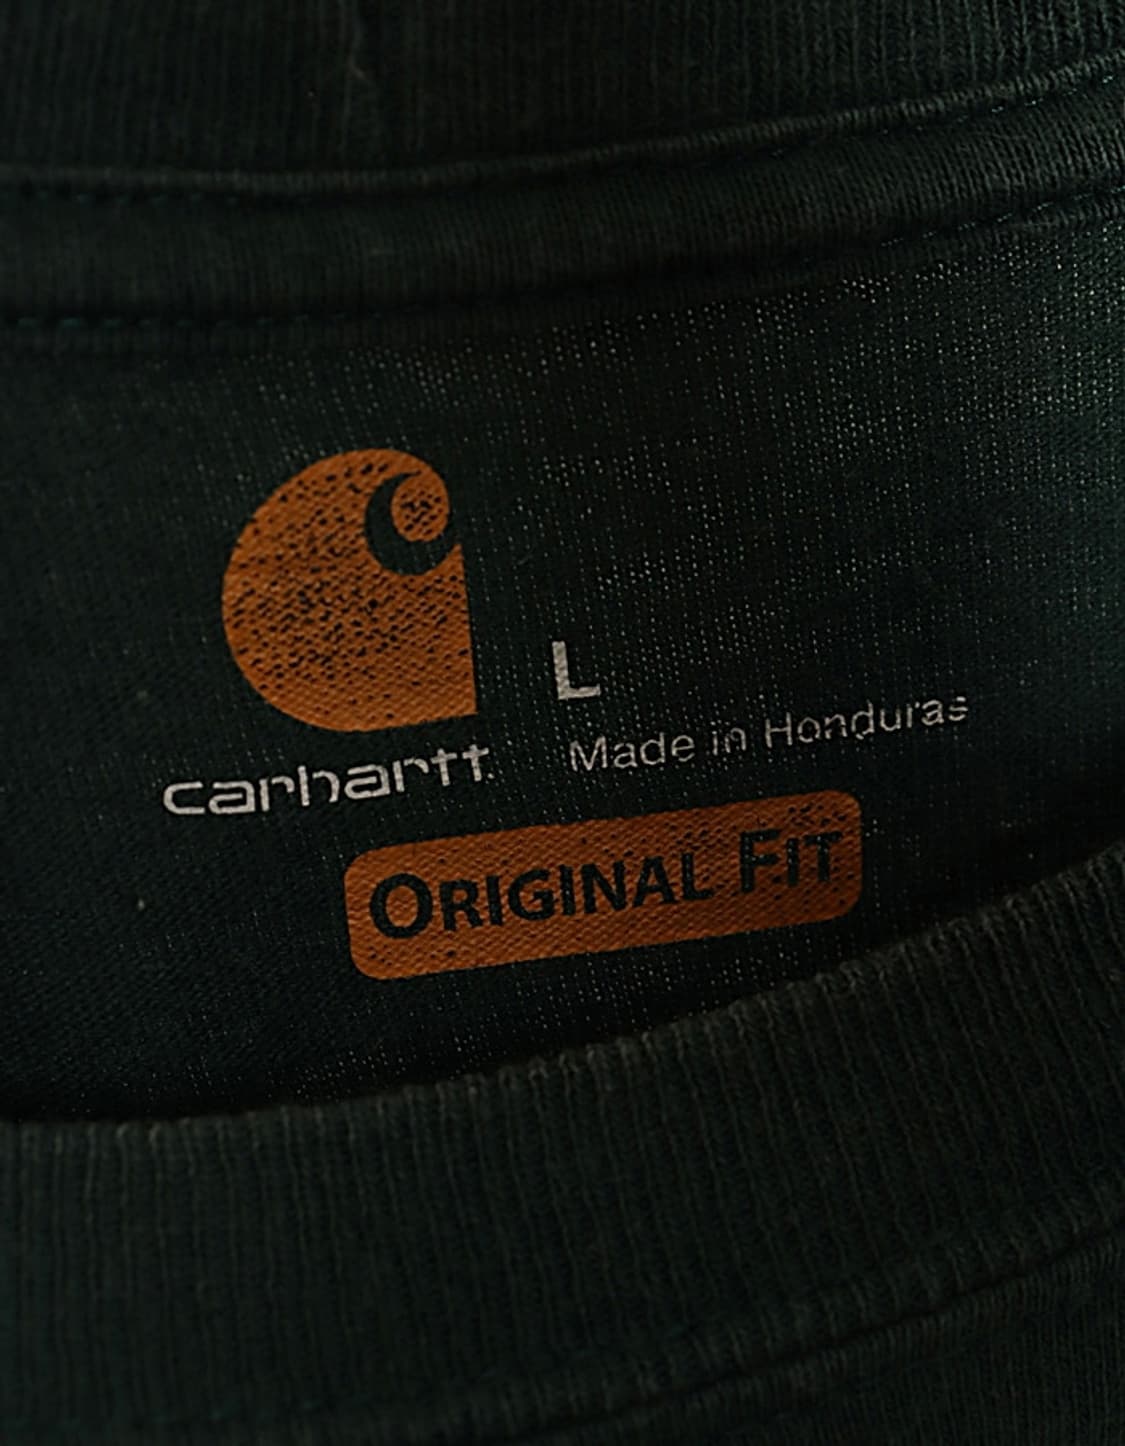 L
Made in Honduras
carhartt
ORIGINAL FIT